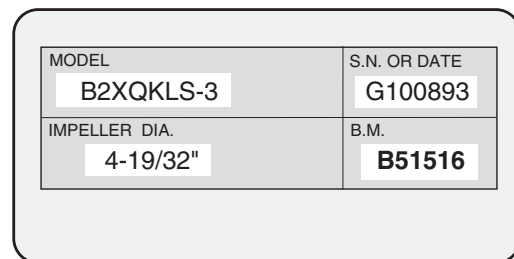 MODEL S.N. OR DATE
B2XQKLS-3 G100893
IMPELLER DIA. B.M.
4-19/32" B51516